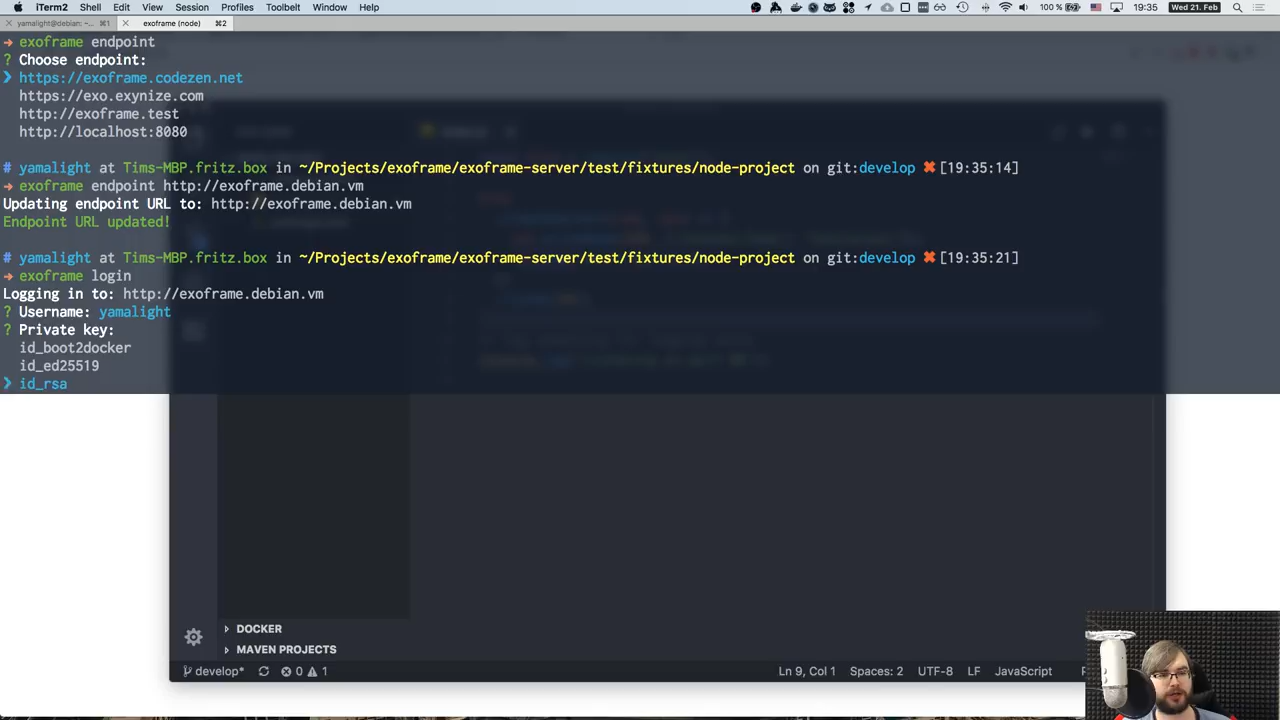 iTerm2 Shell Edit View Session Profiles Toolbelt Window Help 100 % 19:35 Wed 21. Feb
yamalight@debian: ~... ⌘1 exoframe (node) ⌘2
➜ exoframe endpoint
? Choose endpoint:
❯ https://exoframe.codezen.net
https://exo.exynize.com
http://exoframe.test
http://localhost:8080
# yamalight at Tims-MBP.fritz.box in ~/Projects/exoframe/exoframe-server/test/fixtures/node-project on git:develop ✖ [19:35:14]
➜ exoframe endpoint http://exoframe.debian.vm
Updating endpoint URL to: http://exoframe.debian.vm
Endpoint URL updated!
# yamalight at Tims-MBP.fritz.box in ~/Projects/exoframe/exoframe-server/test/fixtures/node-project on git:develop ✖ [19:35:21]
➜ exoframe login
Logging in to: http://exoframe.debian.vm
? Username: yamalight
? Private key:
id_boot2docker
id_ed25519
❯ id_rsa
DOCKER
MAVEN PROJECTS
develop* 0 1 Ln 9, Col 1 Spaces: 2 UTF-8 LF JavaScript